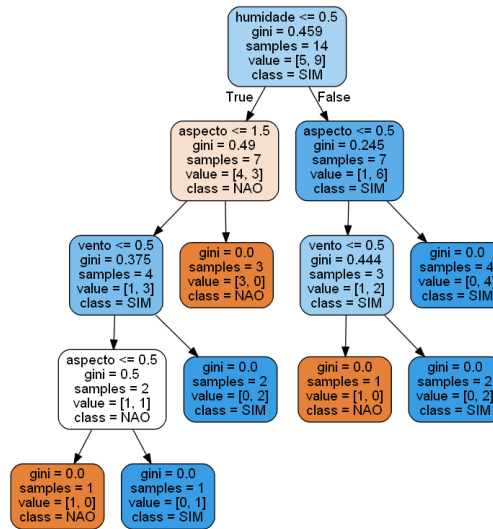 humidade <= 0.5
gini = 0.459
samples = 14
value = [5, 9]
class = SIM
True
False
aspecto <= 1.5
gini = 0.49
samples = 7
value = [4, 3]
class = NAO
aspecto <= 0.5
gini = 0.245
samples = 7
value = [1, 6]
class = SIM
vento <= 0.5
gini = 0.375
samples = 4
value = [1, 3]
class = SIM
gini = 0.0
samples = 3
value = [3, 0]
class = NAO
vento <= 0.5
gini = 0.444
samples = 3
value = [1, 2]
class = SIM
gini = 0.0
samples = 4
value = [0, 4]
class = SIM
aspecto <= 0.5
gini = 0.5
samples = 2
value = [1, 1]
class = NAO
gini = 0.0
samples = 2
value = [0, 2]
class = SIM
gini = 0.0
samples = 1
value = [1, 0]
class = NAO
gini = 0.0
samples = 2
value = [0, 2]
class = SIM
gini = 0.0
samples = 1
value = [1, 0]
class = NAO
gini = 0.0
samples = 1
value = [0, 1]
class = SIM